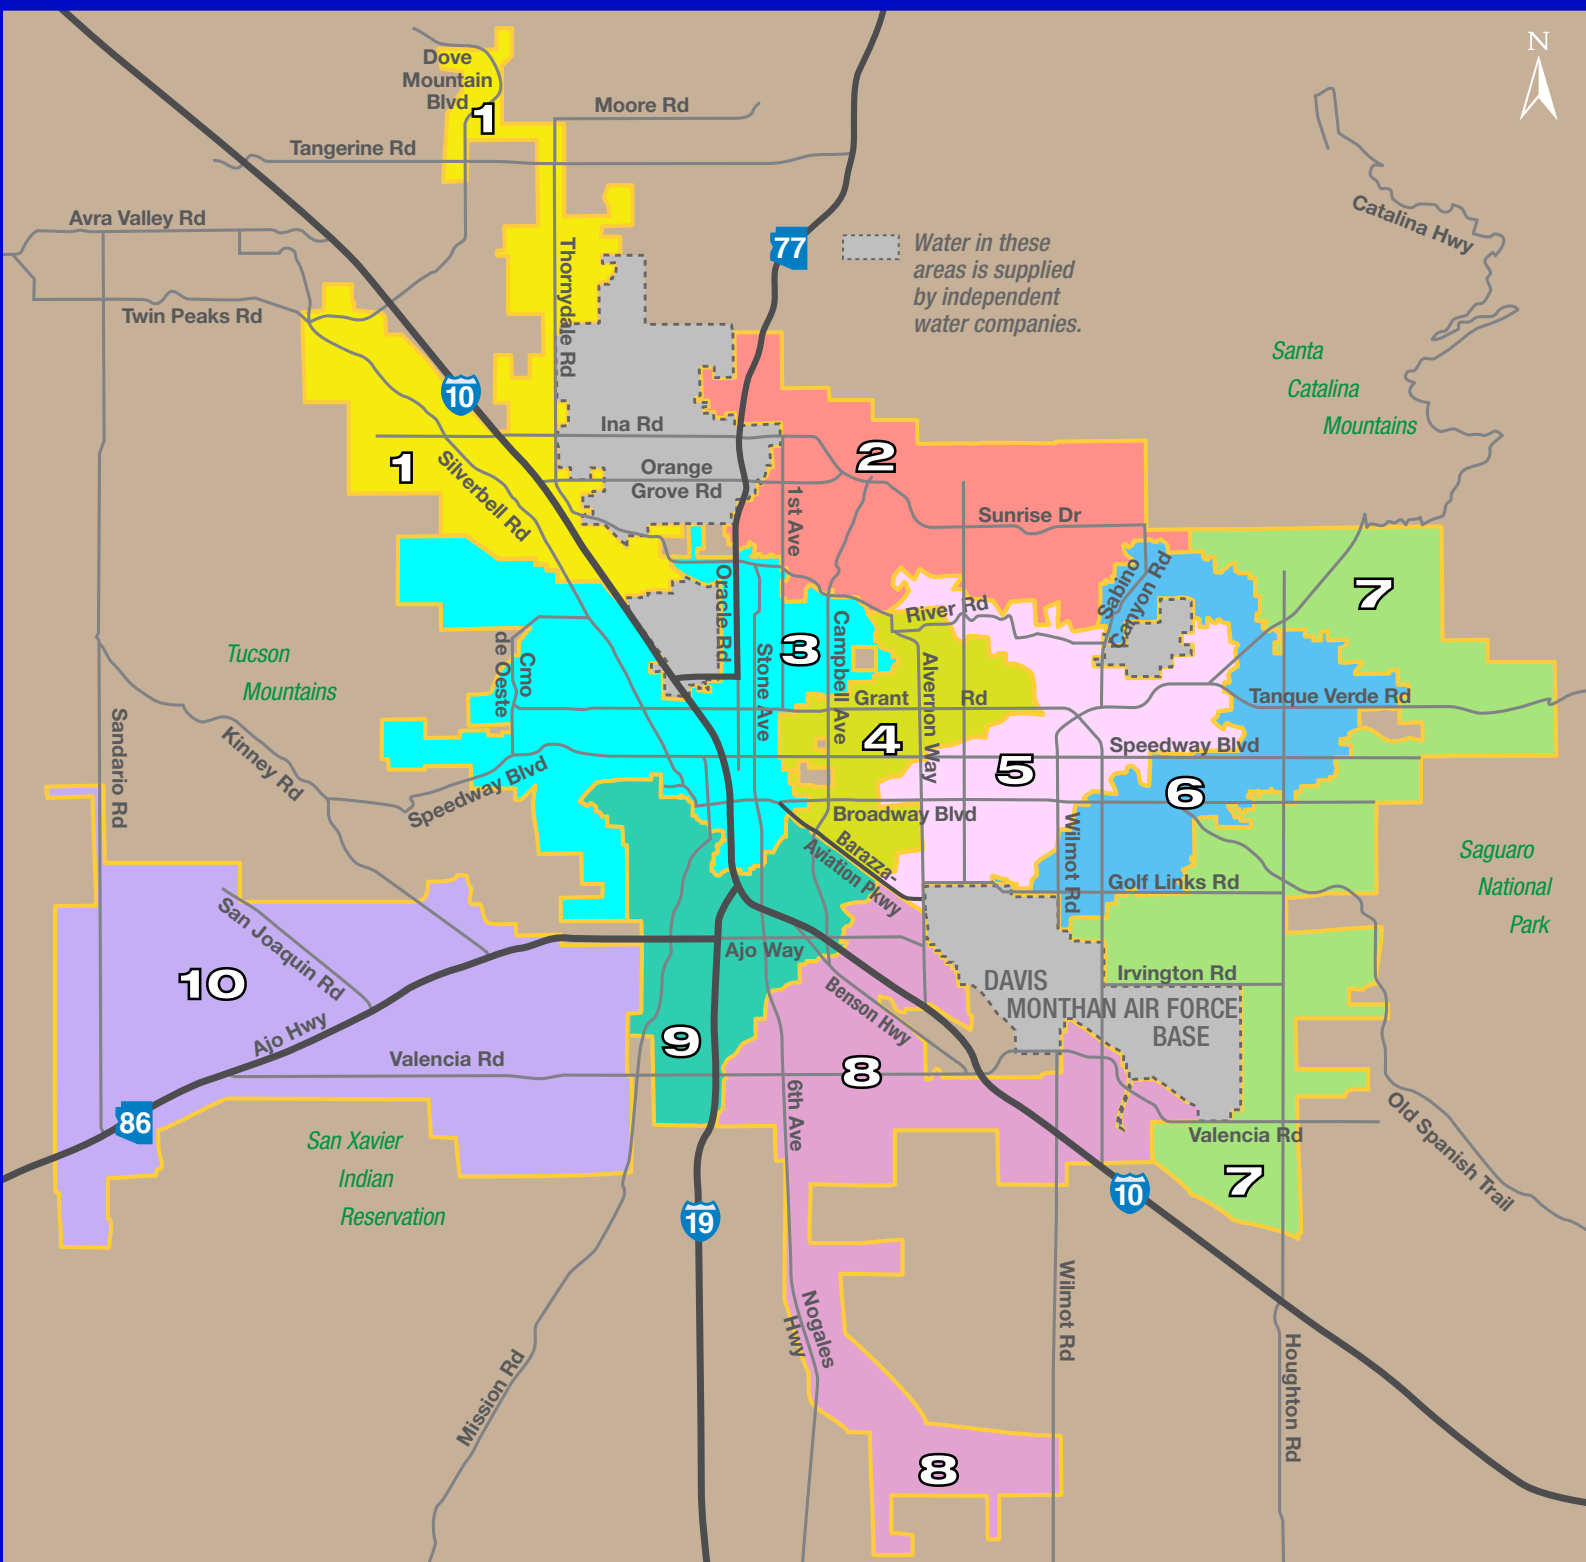 N
Dove
Mountain
Blvd
1
Moore Rd
Tangerine Rd
Avra Valley Rd
Twin Peaks Rd
Thornydale Rd
77
Water in these
areas is supplied
by independent
water companies.
Catalina Hwy
Santa
Catalina
Mountains
10
Ina Rd
Orange
Grove Rd
1
Silverbell Rd
2
1st Ave
Sunrise Dr
Sabino
Canyon Rd
7
River Rd
Oracle Rd.
Stone Ave
3
Campbell Ave
Alvernon Way
Grant Rd
4
Tucson
Mountains
Cmo
de Oeste
Tanque Verde Rd
Speedway Blvd
5
6
Sandario Rd
Kinney Rd
Speedway Blvd
Broadway Blvd
Barazza-
Aviation Pkwy
Wilmot Rd
Golf Links Rd
Saguaro
National
Park
San Joaquin Rd
10
Ajo Hwy
Ajo Way
Benson Hwy
DAVIS
MONTHAN AIR FORCE
BASE
Irvington Rd
9
Valencia Rd
8
6th Ave
86
San Xavier
Indian
Reservation
Valencia Rd
Old Spanish Trail
7
10
19
Nogales
Hwy
Wilmot Rd
Houghton Rd
Mission Rd
8